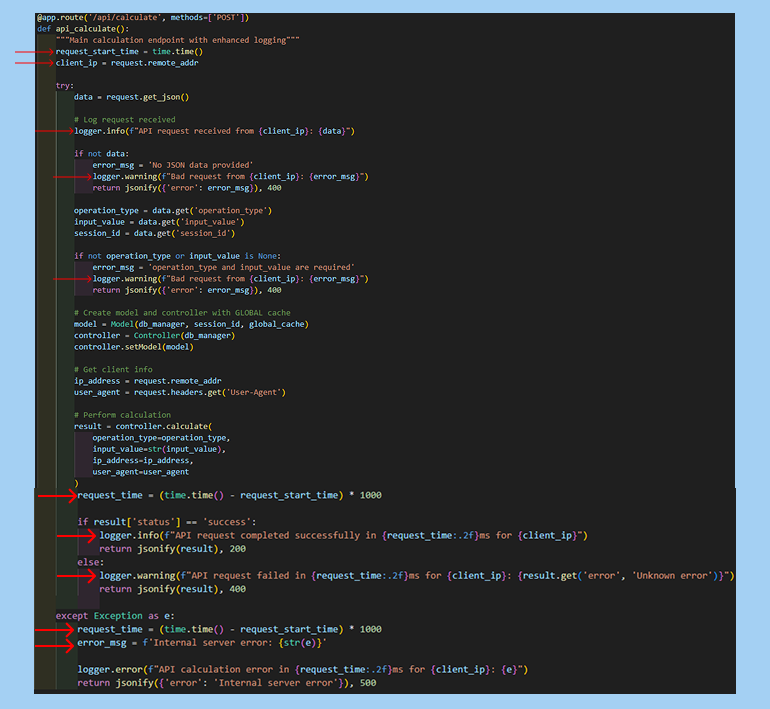 @app.route('/api/calculate', methods=['POST'])
def api_calculate():
"""Main calculation endpoint with enhanced logging"""
request_start_time = time.time()
client_ip = request.remote_addr
try:
data = request.get_json()
# Log request received
logger.info(f"API request received from {client_ip}: {data}")
if not data:
error_msg = 'No JSON data provided'
logger.warning(f"Bad request from {client_ip}: {error_msg}")
return jsonify({'error': error_msg}), 400
operation_type = data.get('operation_type')
input_value = data.get('input_value')
session_id = data.get('session_id')
if not operation_type or input_value is None:
error_msg = 'operation_type and input_value are required'
logger.warning(f"Bad request from {client_ip}: {error_msg}")
return jsonify({'error': error_msg}), 400
# Create model and controller with GLOBAL cache
model = Model(db_manager, session_id, global_cache)
controller = Controller(db_manager)
controller.setModel(model)
# Get client info
ip_address = request.remote_addr
user_agent = request.headers.get('User-Agent')
# Perform calculation
result = controller.calculate(
operation_type=operation_type,
input_value=str(input_value),
ip_address=ip_address,
user_agent=user_agent
)
request_time = (time.time() - request_start_time) * 1000
if result['status'] == 'success':
logger.info(f"API request completed successfully in {request_time:.2f}ms for {client_ip}")
return jsonify(result), 200
else:
logger.warning(f"API request failed in {request_time:.2f}ms for {client_ip}: {result.get('error', 'Unknown error')}")
return jsonify(result), 400
except Exception as e:
request_time = (time.time() - request_start_time) * 1000
error_msg = f'Internal server error: {str(e)}'
logger.error(f"API calculation error in {request_time:.2f}ms for {client_ip}: {e}")
return jsonify({'error': 'Internal server error'}), 500